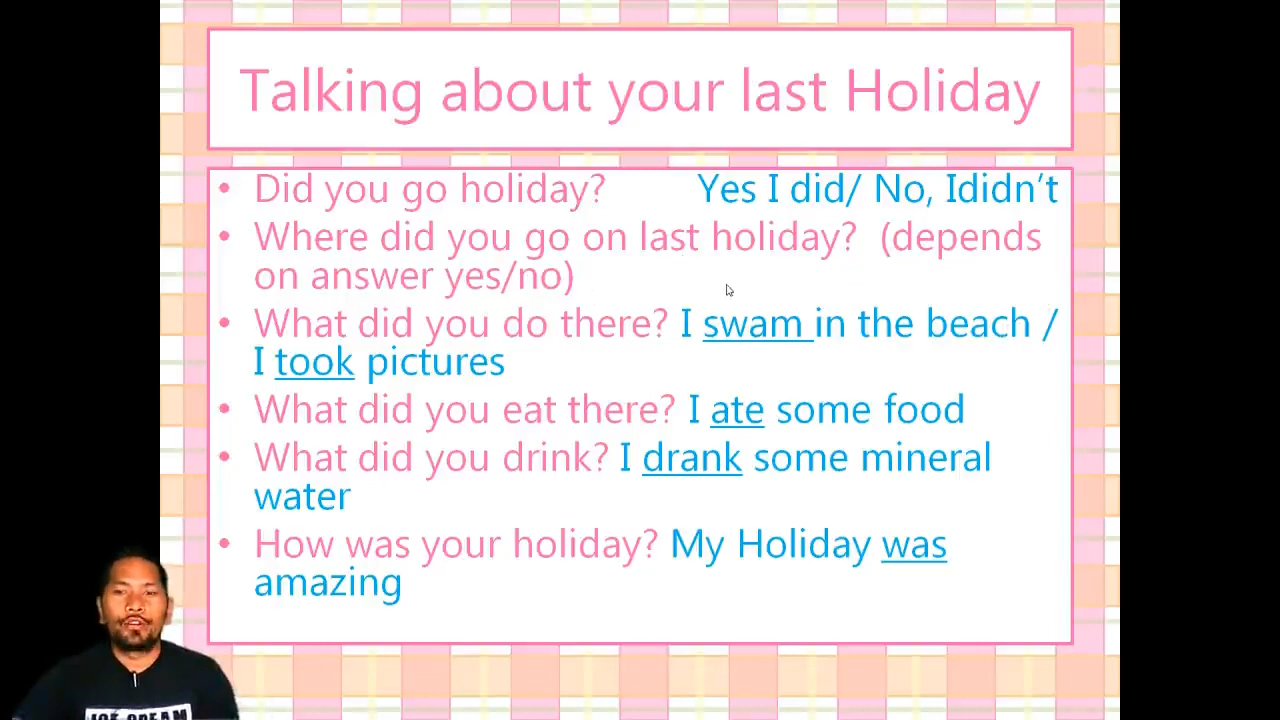 Talking about your last Holiday
• Did you go holiday? Yes I did/ No, Ididn't
• Where did you go on last holiday? (depends
on answer yes/no)
• What did you do there? I swam in the beach /
I took pictures
• What did you eat there? I ate some food
• What did you drink? I drank some mineral
water
• How was your holiday? My Holiday was
amazing